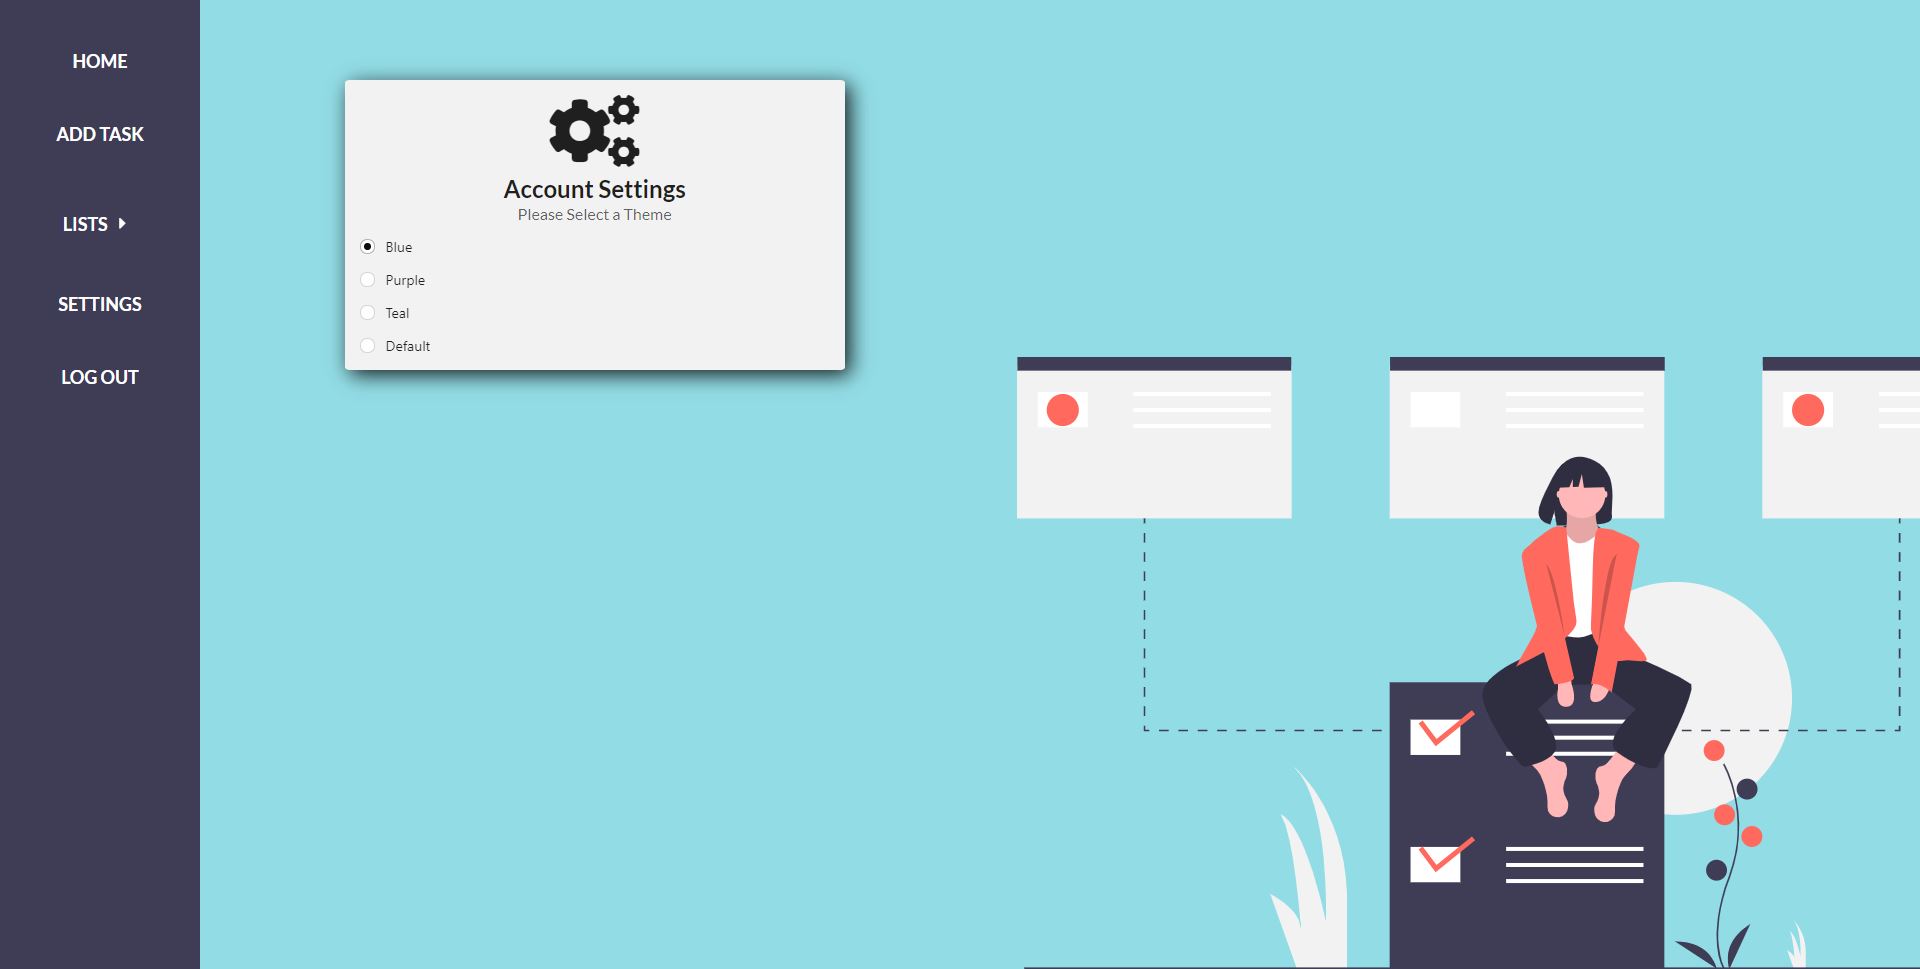 HOME
ADD TASK
LISTS
SETTINGS
LOG OUT
Account Settings
Please Select a Theme
Blue
Purple
Teal
Default